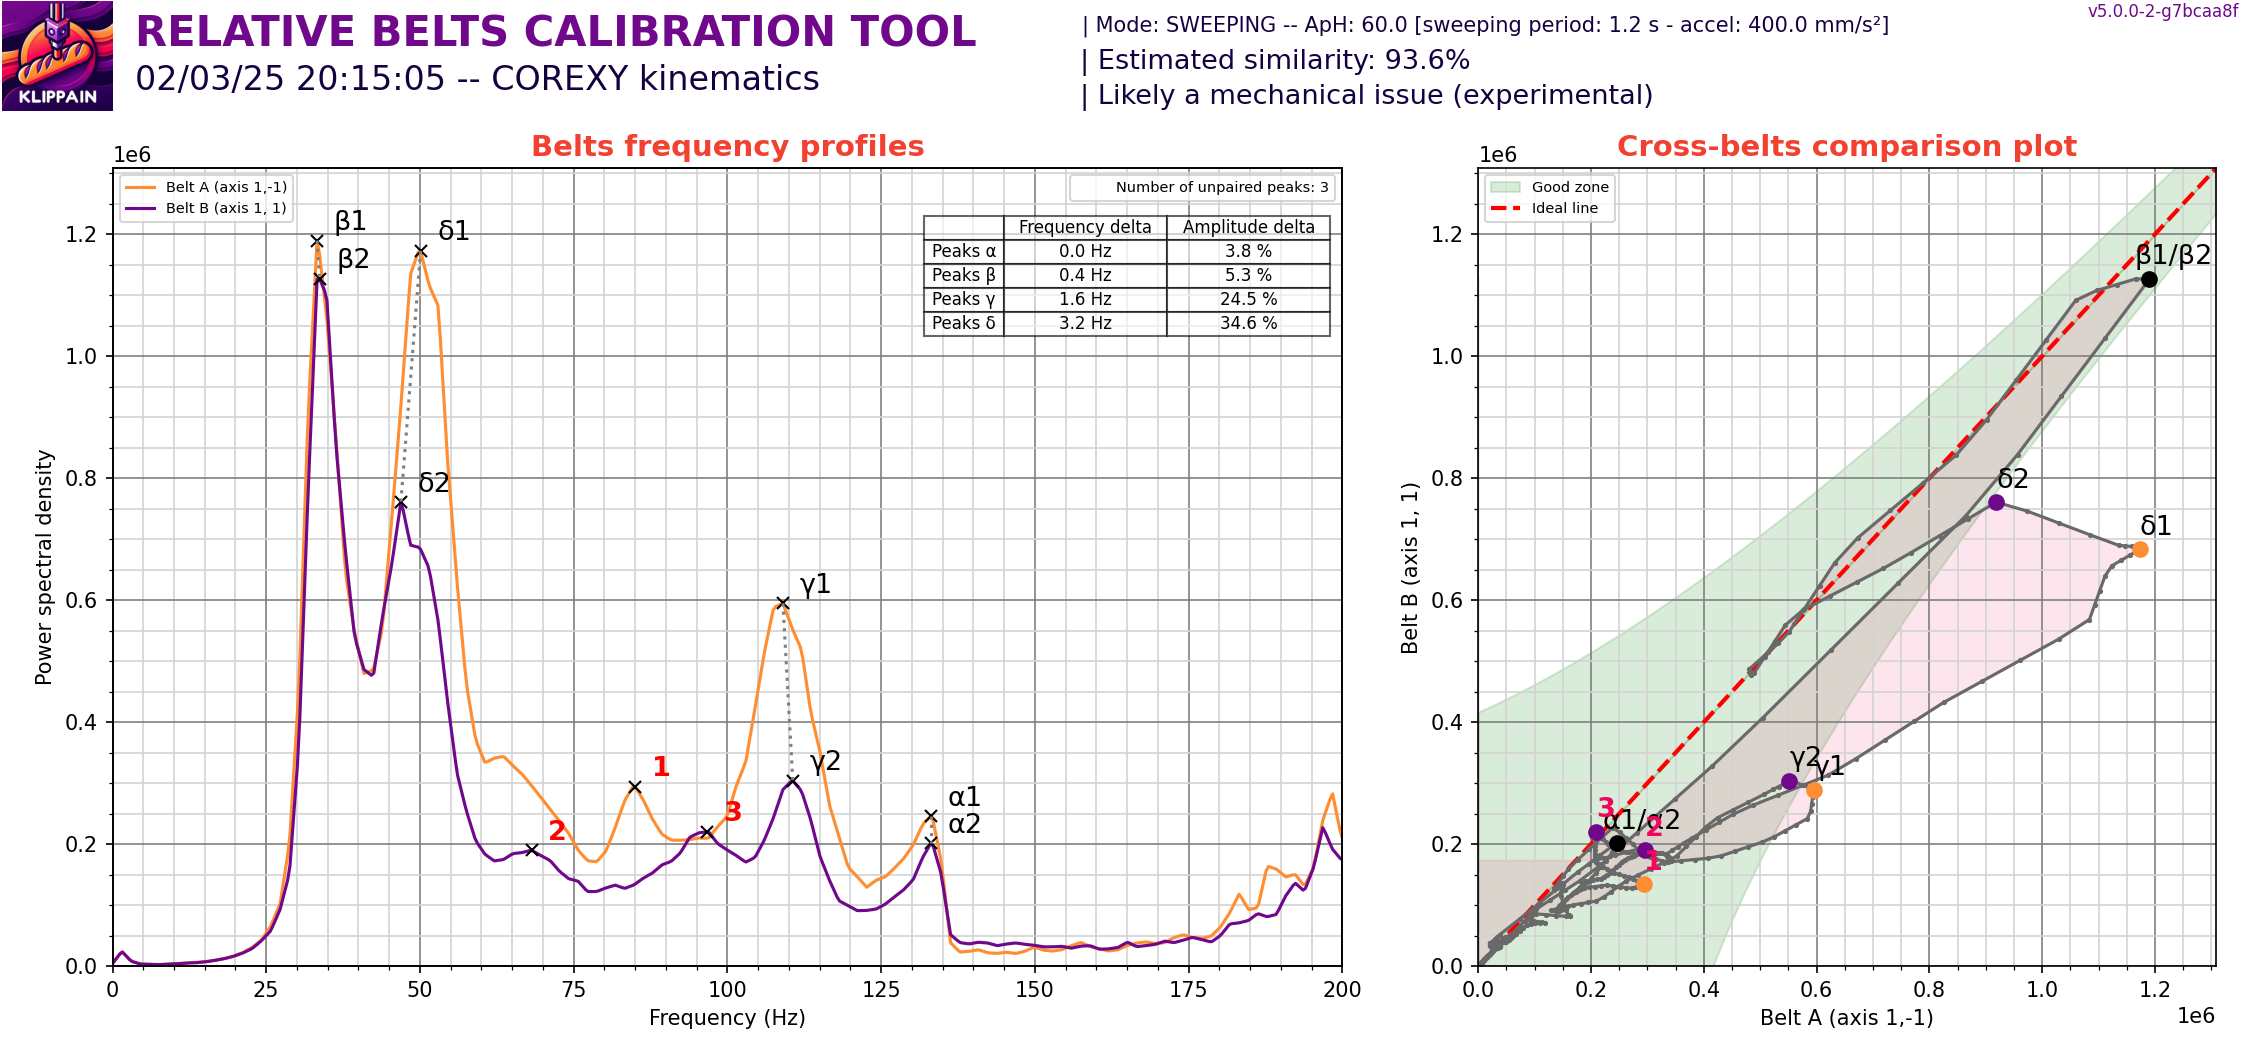 KLIPPAIN
RELATIVE BELTS CALIBRATION TOOL
02/03/25 20:15:05 -- COREXY kinematics
| Mode: SWEEPING -- ApH: 60.0 [sweeping period: 1.2 s - accel: 400.0 mm/s²]
| Estimated similarity: 93.6%
| Likely a mechanical issue (experimental)
v5.0.0-2-g7bcaa8f
Belts frequency profiles
1e6
Belt A (axis 1,-1)
Belt B (axis 1, 1)
Number of unpaired peaks: 3
Frequency delta Amplitude delta
Peaks α 0.0 Hz 3.8 %
Peaks β 0.4 Hz 5.3 %
Peaks γ 1.6 Hz 24.5 %
Peaks δ 3.2 Hz 34.6 %
β1
β2
δ1
δ2
γ1
γ2
1
2
3
α1
α2
1.2
1.0
0.8
0.6
0.4
0.2
0.0
Power spectral density
0 25 50 75 100 125 150 175 200
Frequency (Hz)
Cross-belts comparison plot
1e6
Good zone
Ideal line
β1/β2
δ2
δ1
γ2
γ1
3
α1/α2
2
1
1.2
1.0
0.8
0.6
0.4
0.2
0.0
Belt B (axis 1, 1)
0.0 0.2 0.4 0.6 0.8 1.0 1.2
Belt A (axis 1,-1)
1e6